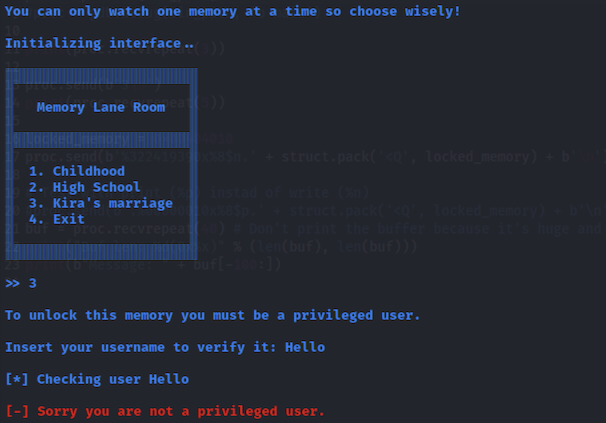 You can only watch one memory at a time so choose wisely!
Initializing interface..
Memory Lane Room
1. Childhood
2. High School
3. Kira's marriage
4. Exit
>> 3
To unlock this memory you must be a privileged user.
Insert your username to verify it: Hello
[*] Checking user Hello
[-] Sorry you are not a privileged user.